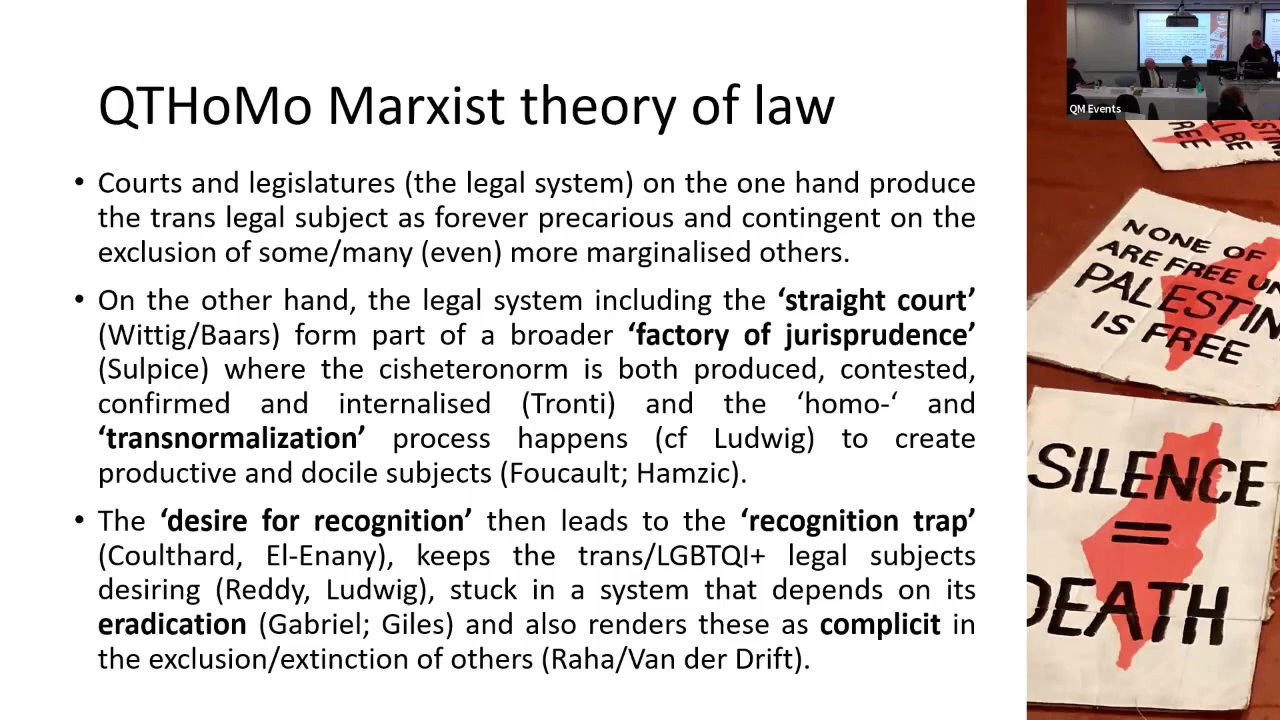 QTHoMo Marxist theory of law
• Courts and legislatures (the legal system) on the one hand produce
the trans legal subject as forever precarious and contingent on the
exclusion of some/many (even) more marginalised others.
• On the other hand, the legal system including the ‘straight court’
(Wittig/Baars) form part of a broader ‘factory of jurisprudence’
(Sulpice) where the cisheteronorm is both produced, contested,
confirmed and internalised (Tronti) and the ‘homo-‘ and
‘transnormalization’ process happens (cf Ludwig) to create
productive and docile subjects (Foucault; Hamzic).
• The ‘desire for recognition’ then leads to the ‘recognition trap’
(Coulthard, El-Enany), keeps the trans/LGBTQI+ legal subjects
desiring (Reddy, Ludwig), stuck in a system that depends on its
eradication (Gabriel; Giles) and also renders these as complicit in
the exclusion/extinction of others (Raha/Van der Drift).
QM Events
NONE OF
ARE FREE UN
PALESTIN
IS FREE
SILENCE
=
DEATH